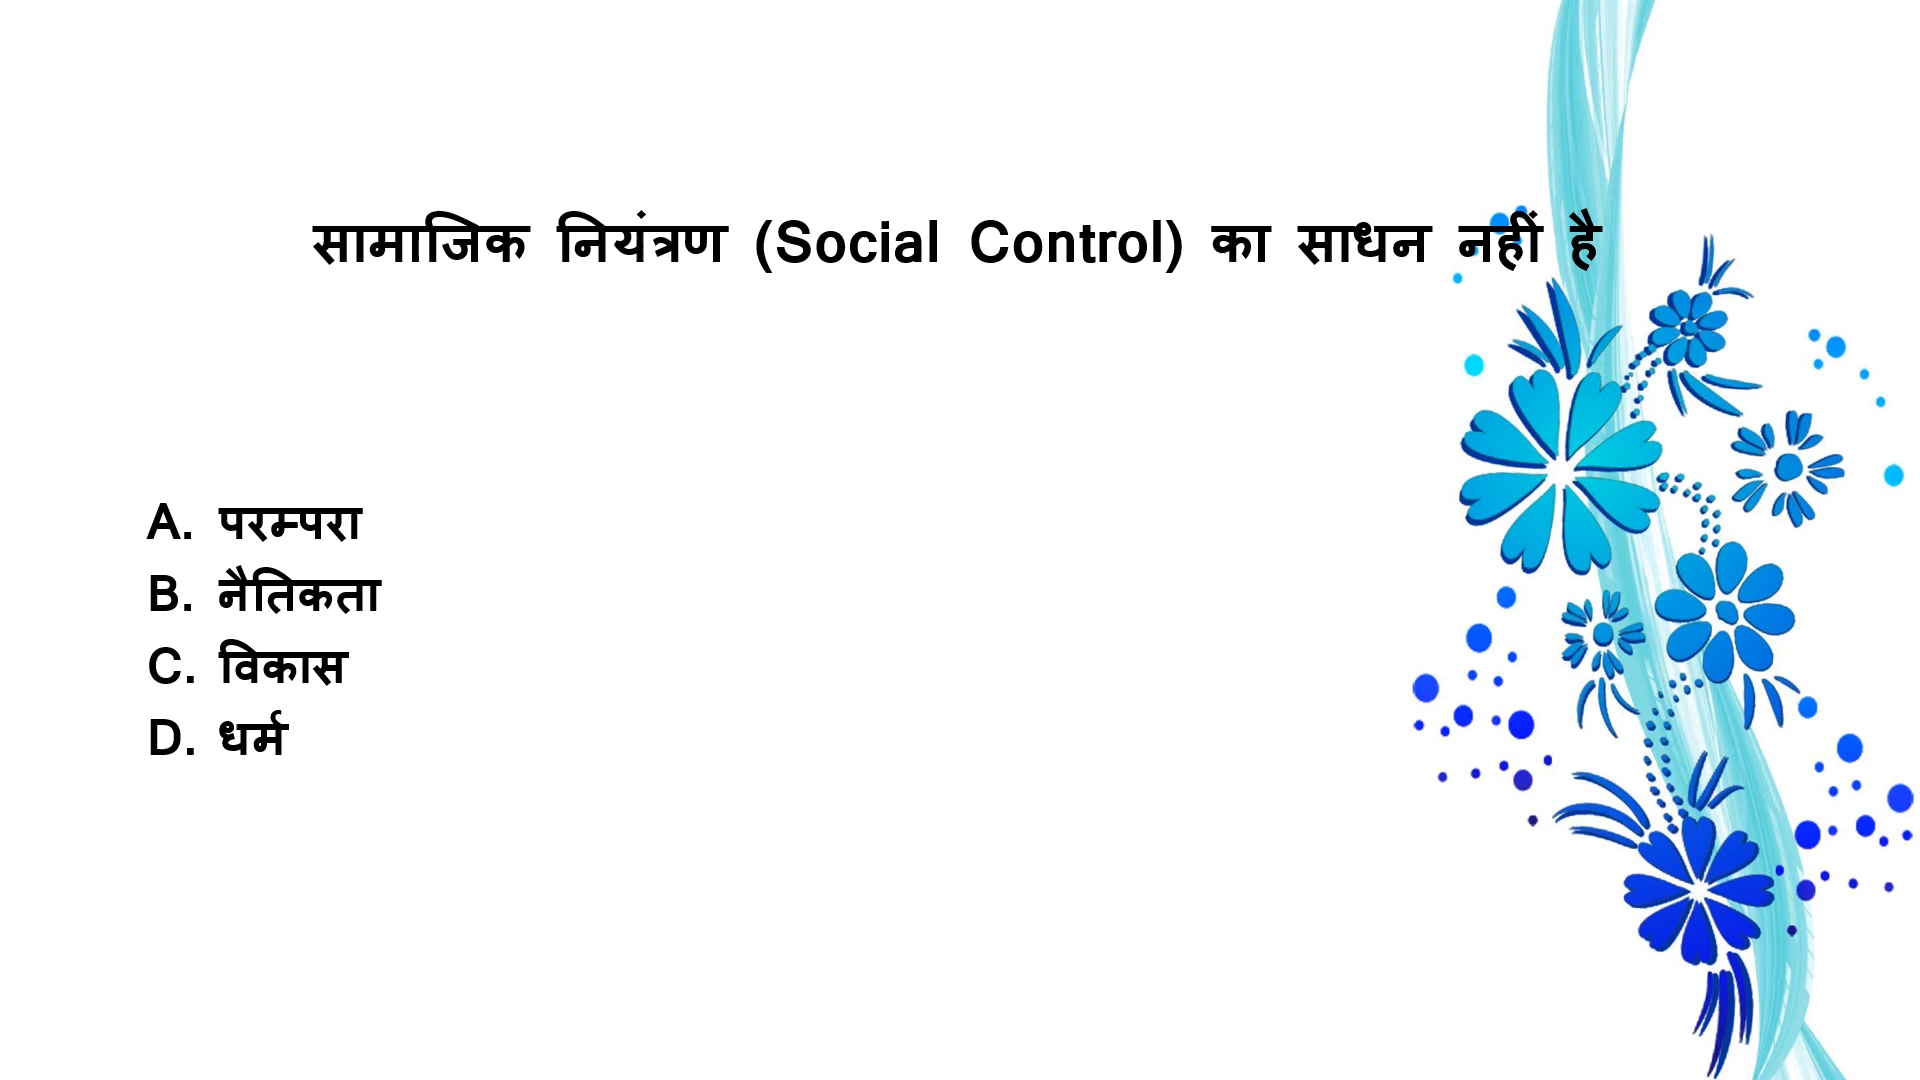 सामाजिक नियंत्रण (Social Control) का साधन नहीं है
A. परम्परा
B. नैतिकता
C. विकास
D. धर्म